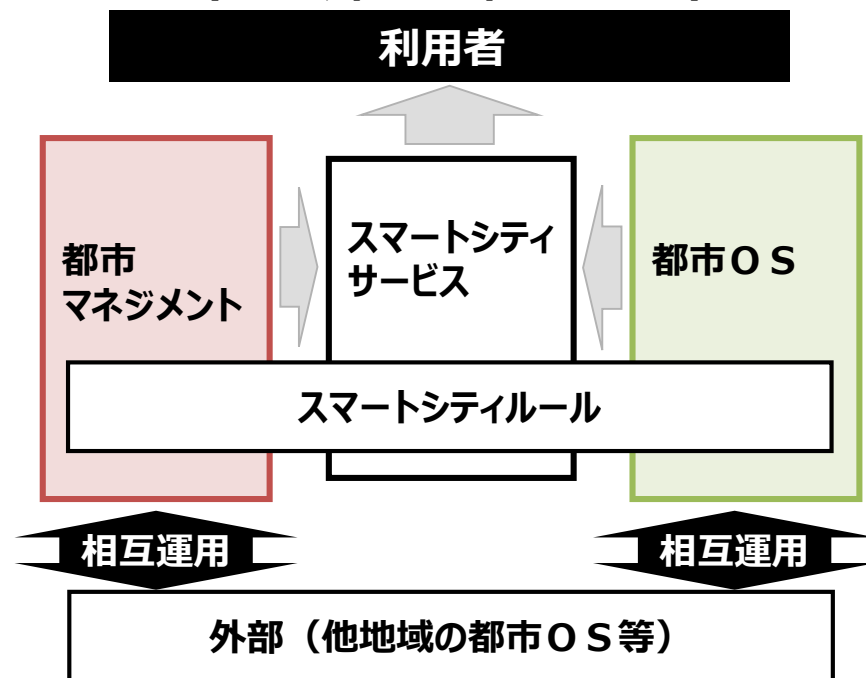 利用者
都市
マネジメント
スマートシティ
サービス
都市ＯＳ
スマートシティルール
相互運用
相互運用
外部（他地域の都市ＯＳ等）